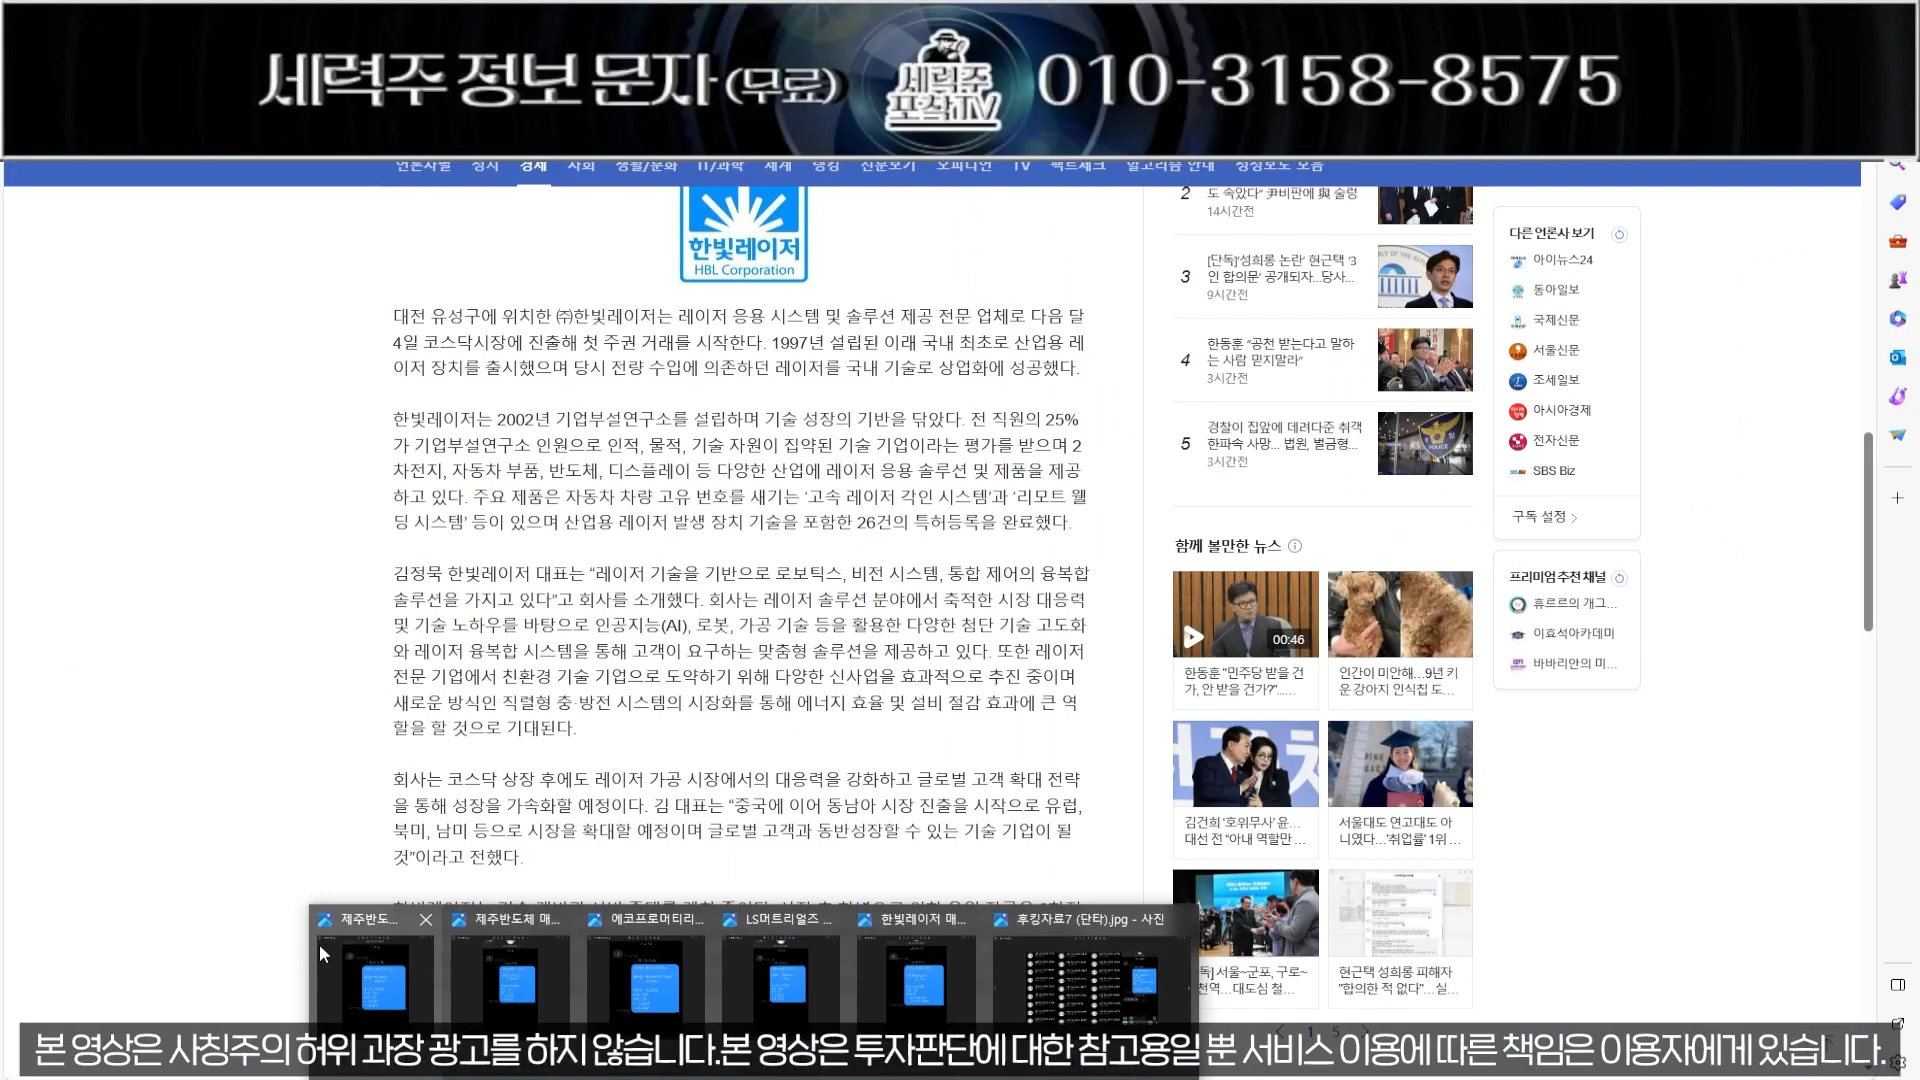 세력주 정보 문자 (무료) 세력주 포착TV 010-3158-8575
언론사별 정치 경제 사회 생활/문화 IT/과학 세계 랭킹 신문보기 오피니언 TV 팩트체크 알고리즘 안내 정정보도 모음
한빛레이저
HBL Corporation
대전 유성구에 위치한 ㈜한빛레이저는 레이저 응용 시스템 및 솔루션 제공 전문 업체로 다음 달
4일 코스닥시장에 진출해 첫 주권 거래를 시작한다. 1997년 설립된 이래 국내 최초로 산업용 레
이저 장치를 출시했으며 당시 전량 수입에 의존하던 레이저를 국내 기술로 상업화에 성공했다.
한빛레이저는 2002년 기업부설연구소를 설립하며 기술 성장의 기반을 닦았다. 전 직원의 25%
가 기업부설연구소 인원으로 인적, 물적, 기술 자원이 집약된 기술 기업이라는 평가를 받으며 2
차전지, 자동차 부품, 반도체, 디스플레이 등 다양한 산업에 레이저 응용 솔루션 및 제품을 제공
하고 있다. 주요 제품은 자동차 차량 고유 번호를 새기는 ‘고속 레이저 각인 시스템’과 ‘리모트 웰
딩 시스템’ 등이 있으며 산업용 레이저 발생 장치 기술을 포함한 26건의 특허등록을 완료했다.
김정묵 한빛레이저 대표는 “레이저 기술을 기반으로 로보틱스, 비전 시스템, 통합 제어의 융복합
솔루션을 가지고 있다”고 회사를 소개했다. 회사는 레이저 솔루션 분야에서 축적한 시장 대응력
및 기술 노하우를 바탕으로 인공지능(AI), 로봇, 가공 기술 등을 활용한 다양한 첨단 기술 고도화
와 레이저 융복합 시스템을 통해 고객이 요구하는 맞춤형 솔루션을 제공하고 있다. 또한 레이저
전문 기업에서 친환경 기술 기업으로 도약하기 위해 다양한 신사업을 효과적으로 추진 중이며
새로운 방식인 직렬형 충·방전 시스템의 시장화를 통해 에너지 효율 및 설비 절감 효과에 큰 역
할을 할 것으로 기대된다.
회사는 코스닥 상장 후에도 레이저 가공 시장에서의 대응력을 강화하고 글로벌 고객 확대 전략
을 통해 성장을 가속화할 예정이다. 김 대표는 “중국에 이어 동남아 시장 진출을 시작으로 유럽,
북미, 남미 등으로 시장을 확대할 예정이며 글로벌 고객과 동반성장할 수 있는 기술 기업이 될
것”이라고 전했다.
2
도 속았다” 尹비판에 與 술렁
14시간전
3
[단독]‘성희롱 논란’ 현근택 ‘3
인 합의문’ 공개되자…당사...
9시간전
4
한동훈 “공천 받는다고 말하
는 사람 믿지말라”
3시간전
5
경찰이 집앞에 데려다준 취객
한파속 사망… 법원, 벌금형...
3시간전
POLICE
함께 볼만한 뉴스
00:46
한동훈 "민주당 받을 건
가, 안 받을 건가?"...…
인간이 미안해…9년 키
운 강아지 인식칩 도…
김건희 ‘호위무사’ 윤…
대선 전 “아내 역할만 …
서울대도 연고대도 아
니였다…'취업률' 1위 …
독] 서울~군포, 구로~
천역…대도심 철…
현근택 성희롱 피해자
"합의한 적 없다"…실…
다른 언론사 보기
아이뉴스24
동아일보
국제신문
서울신문
조세일보
아시아경제
전자신문
SBS Biz
구독 설정
프리미엄 추천 채널
휴르르의 개그...
이효석아카데미
바바리안의 미...
제주반도...
제주반도체 매...
에코프로머티리...
LS머트리얼즈 ...
한빛레이저 매...
후킹자료7 (단타).jpg - 사진
본 영상은 사칭주의 허위 과장 광고를 하지 않습니다.본 영상은 투자판단에 대한 참고용일 뿐 서비스 이용에 따른 책임은 이용자에게 있습니다.